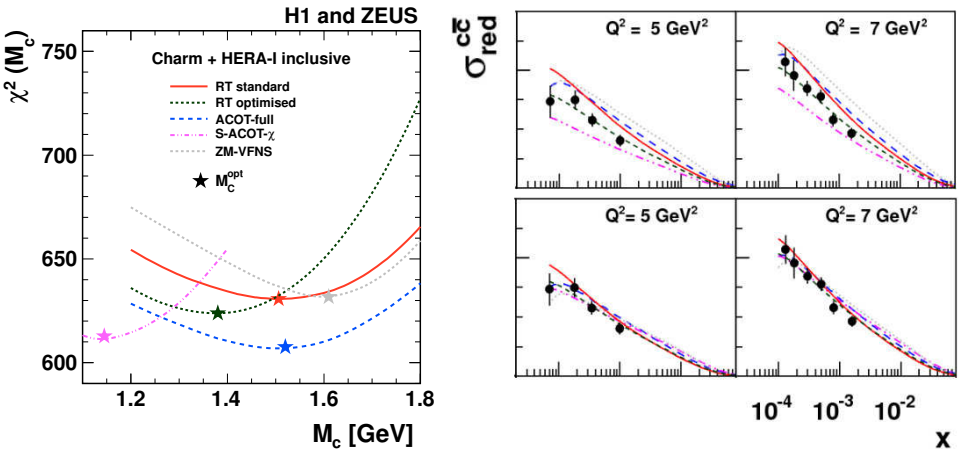 H1 and ZEUS
χ² (M_c)
Charm + HERA-I inclusive
RT standard
RT optimised
ACOT-full
S-ACOT-χ
ZM-VFNS
M_C^opt
750
700
650
600
1.2 1.4 1.6 1.8
M_c [GeV]
σ_red^cc̄
Q² = 5 GeV² Q² = 7 GeV²
Q²= 5 GeV² Q²= 7 GeV²
10⁻⁴ 10⁻³ 10⁻²
x